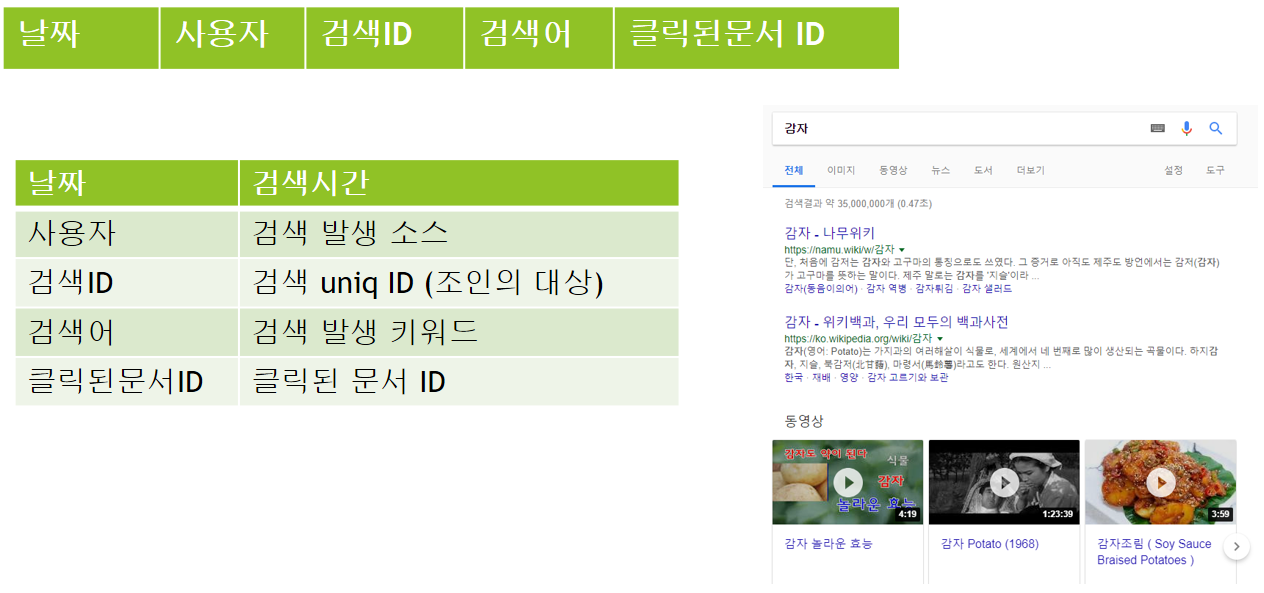 날짜 사용자 검색ID 검색어 클릭된문서 ID
날짜 검색시간
사용자 검색 발생 소스
검색ID 검색 uniq ID (조인의 대상)
검색어 검색 발생 키워드
클릭된문서ID 클릭된 문서 ID
감자
전체 이미지 동영상 뉴스 도서 더보기 설정 도구
검색결과 약 35,000,000개 (0.47초)
감자 - 나무위키
https://namu.wiki/w/감자
단, 처음에 감저는 감자와 고구마의 통칭으로도 쓰였다. 그 증거로 아직도 제주도 방언에서는 감저(감자)
가 고구마를 뜻하는 말이다. 제주 말로는 감자를 '지슬'이라 ...
감자(동음이의어) · 감자 역병 · 감자튀김 · 감자 샐러드
감자 - 위키백과, 우리 모두의 백과사전
https://ko.wikipedia.org/wiki/감자
감자(영어: Potato)는 가지과의 여러해살이 식물로, 세계에서 네 번째로 많이 생산되는 곡물이다. 하지감
자, 지슬, 북감저(北甘藷), 마령서(馬鈴薯)라고도 한다. 원산지 ...
한국 · 재배 · 영양 · 감자 고르기와 보관
동영상
감자도 약이 된다
식물
감자
놀라운 효능
4:19
1:23:39
3:59
감자 놀라운 효능
감자 Potato (1968)
감자조림 ( Soy Sauce
Braised Potatoes )